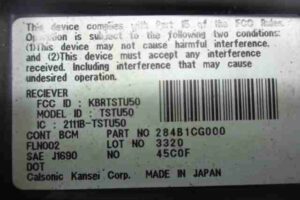 This device complies with Part 15 of the FCC Rules.
Operation is subject to the following two conditions:
(1)This device may not cause harmful interference,
and (2)This device must accept any interference
received. Including interference that may cause
undesired operation.
RECIEVER
FCC ID : KBRTSTU50
MODEL ID : TSTU50
IC : 2111B-TSTU50
CONT BCM PART NO 284B1CG000
FLN002 LOT NO 3320
SAE J1690 NO 45C0F
DOT
Calsonic Kansei Corp. MADE IN JAPAN